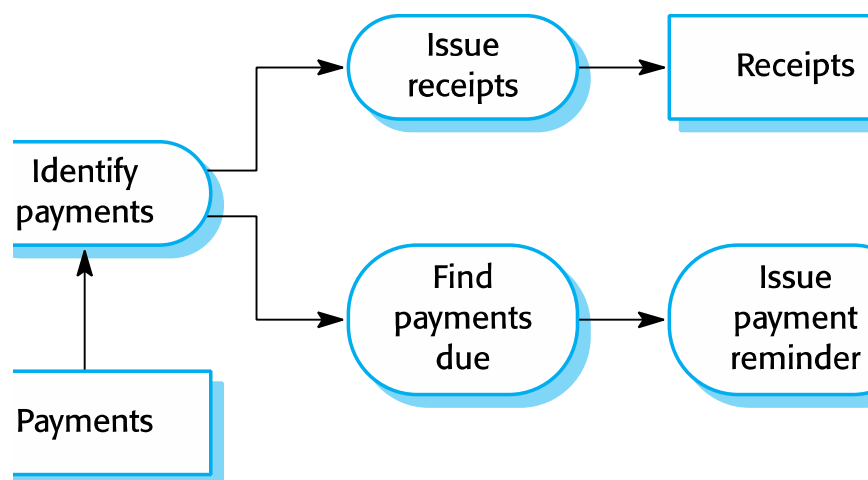 Issue
receipts
Receipts
Identify
payments
Find
payments
due
Issue
payment
reminder
Payments